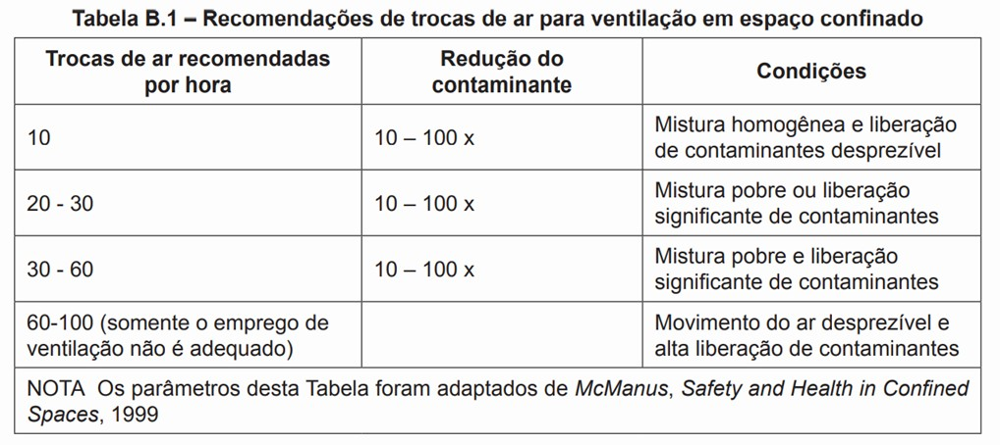 Tabela B.1 – Recomendações de trocas de ar para ventilação em espaço confinado
Trocas de ar recomendadas
por hora
Redução do
contaminante
Condições
10
10 – 100 x
Mistura homogênea e liberação
de contaminantes desprezível
20 - 30
10 – 100 x
Mistura pobre ou liberação
significante de contaminantes
30 - 60
10 – 100 x
Mistura pobre e liberação
significante de contaminantes
60-100 (somente o emprego de
ventilação não é adequado)
Movimento do ar desprezível e
alta liberação de contaminantes
NOTA Os parâmetros desta Tabela foram adaptados de McManus, Safety and Health in Confined
Spaces, 1999